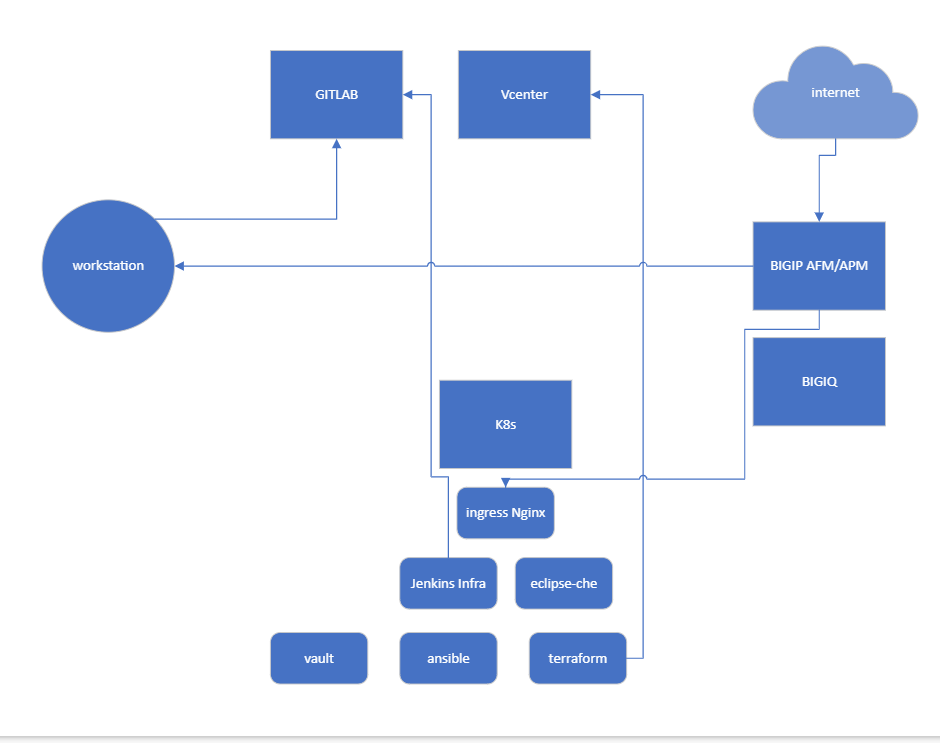 GITLAB
Vcenter
internet
workstation
BIGIP AFM/APM
BIGIQ
K8s
ingress Nginx
Jenkins Infra
eclipse-che
vault
ansible
terraform